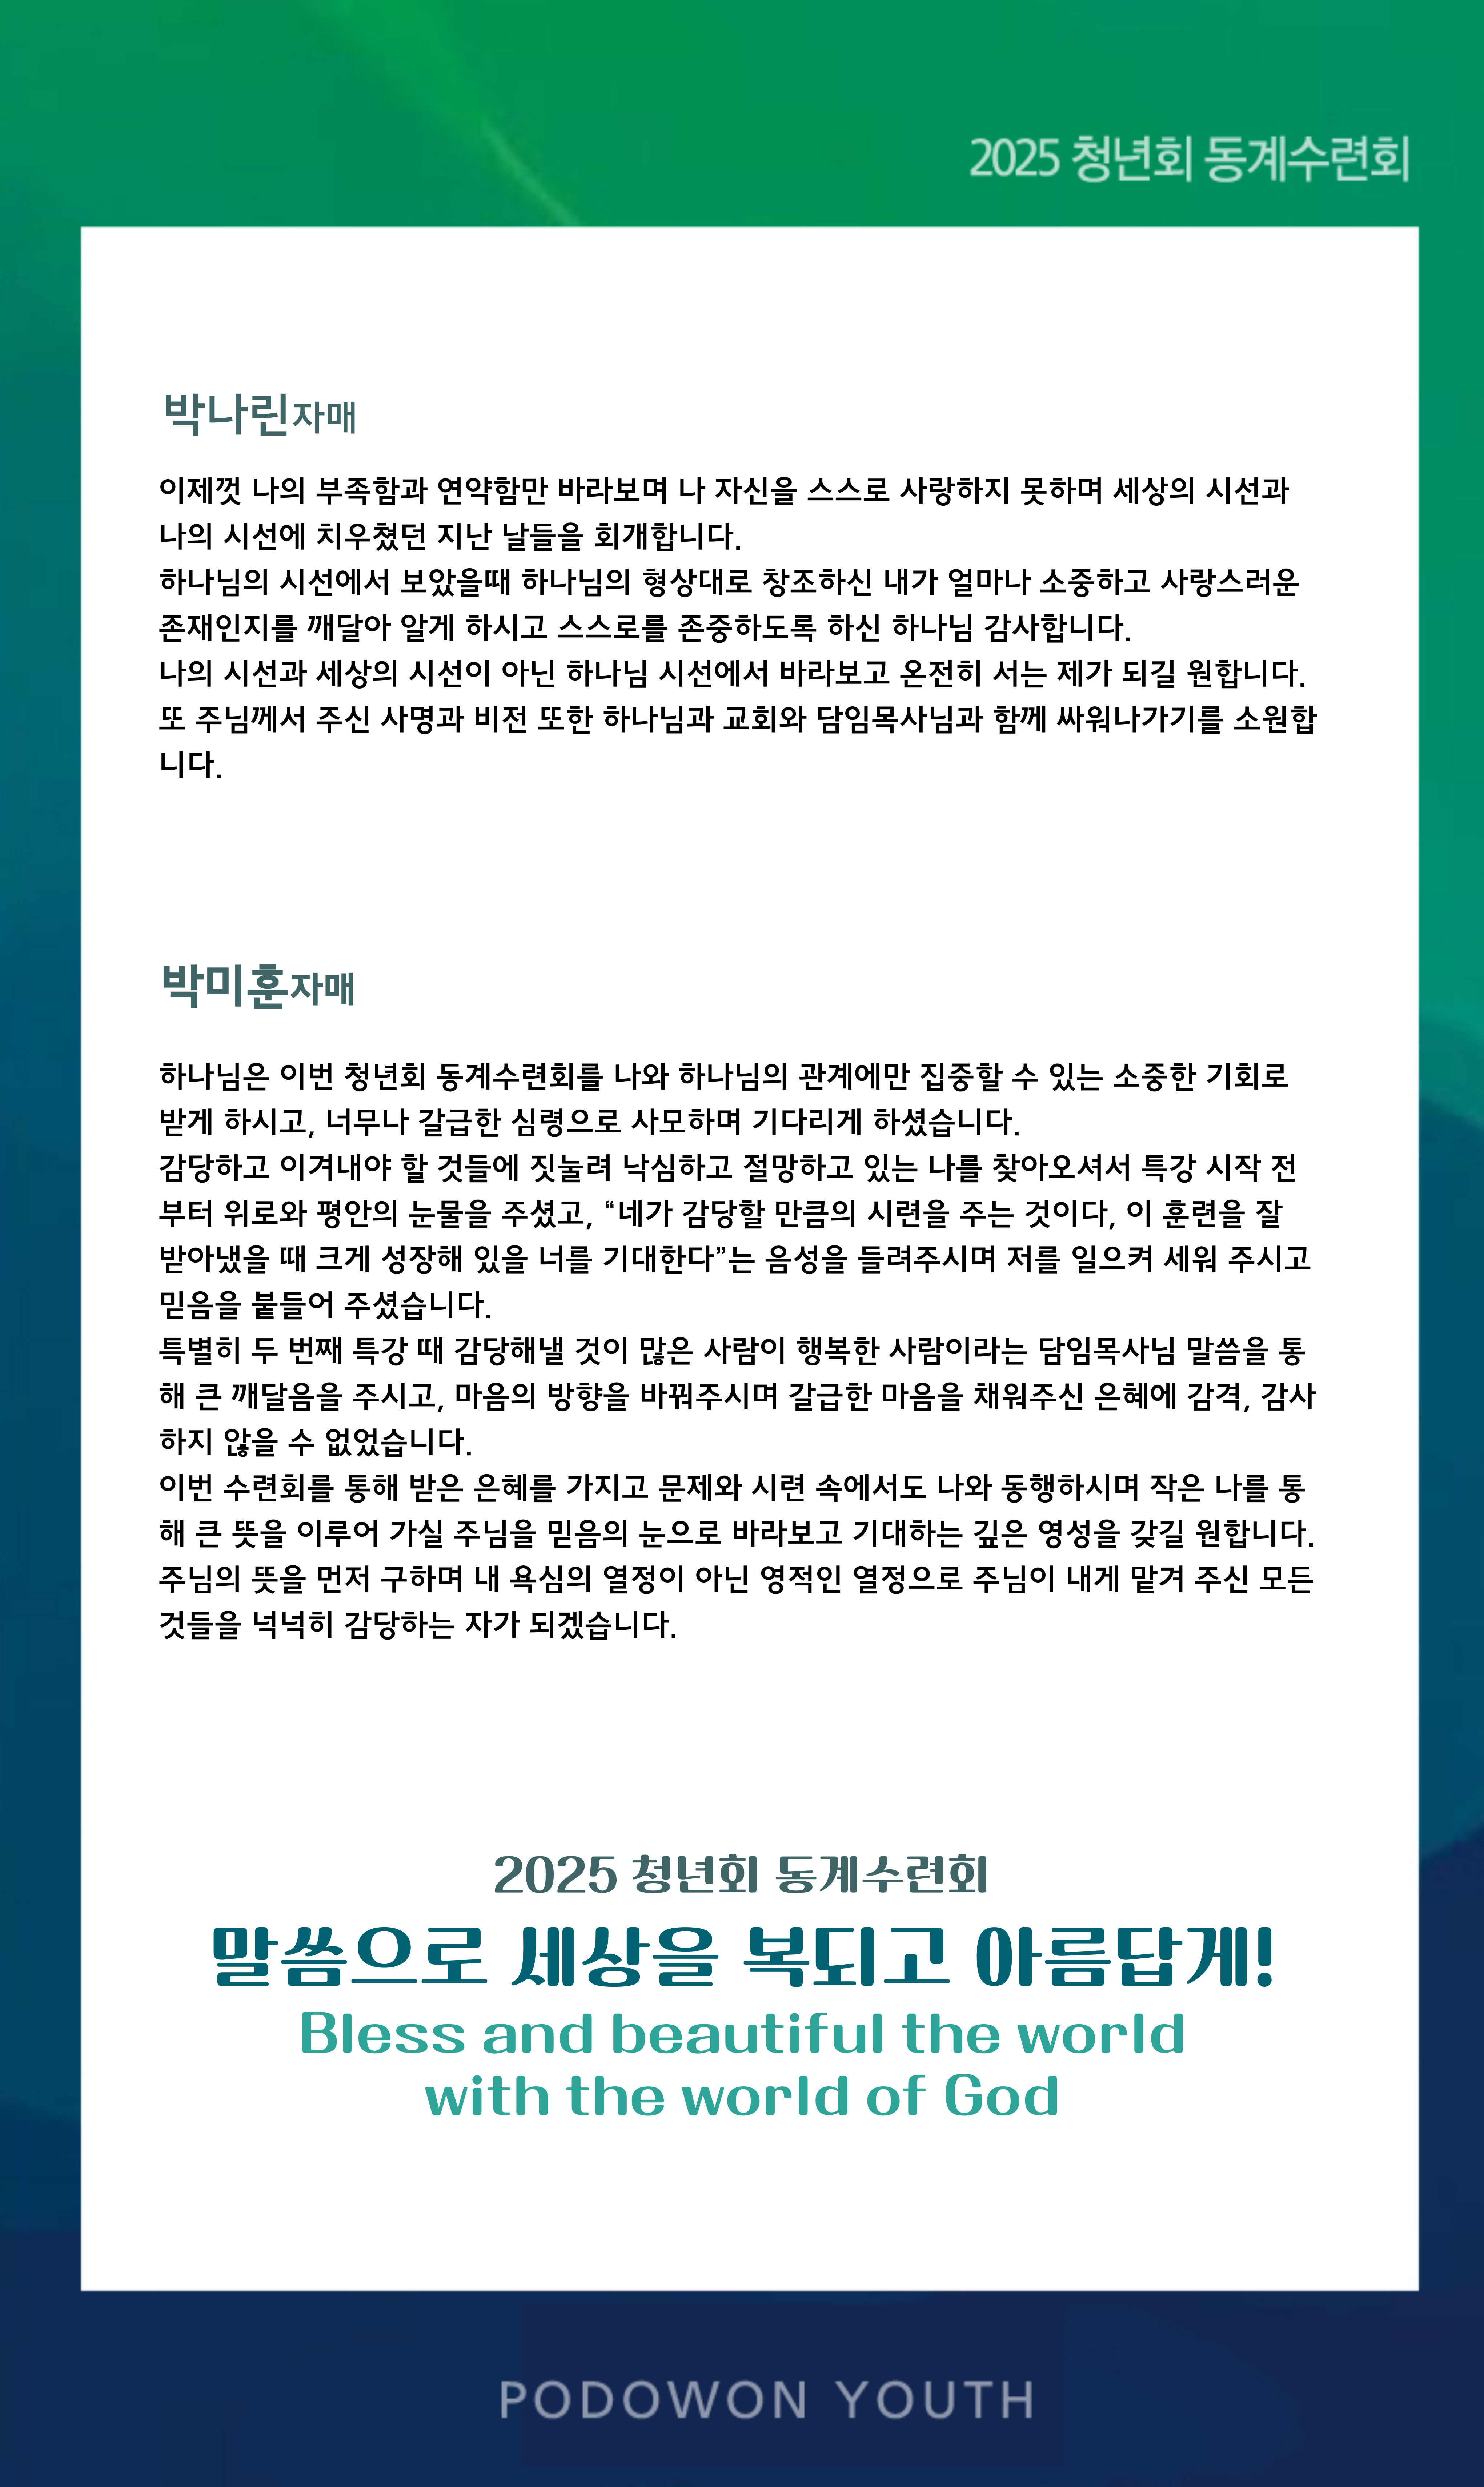 2025 청년회 동계수련회
박나린자매
이제껏 나의 부족함과 연약함만 바라보며 나 자신을 스스로 사랑하지 못하며 세상의 시선과
나의 시선에 치우쳤던 지난 날들을 회개합니다.
하나님의 시선에서 보았을때 하나님의 형상대로 창조하신 내가 얼마나 소중하고 사랑스러운
존재인지를 깨달아 알게 하시고 스스로를 존중하도록 하신 하나님 감사합니다.
나의 시선과 세상의 시선이 아닌 하나님 시선에서 바라보고 온전히 서는 제가 되길 원합니다.
또 주님께서 주신 사명과 비전 또한 하나님과 교회와 담임목사님과 함께 싸워나가기를 소원합
니다.
박미훈자매
하나님은 이번 청년회 동계수련회를 나와 하나님의 관계에만 집중할 수 있는 소중한 기회로
받게 하시고, 너무나 갈급한 심령으로 사모하며 기다리게 하셨습니다.
감당하고 이겨내야 할 것들에 짓눌려 낙심하고 절망하고 있는 나를 찾아오셔서 특강 시작 전
부터 위로와 평안의 눈물을 주셨고, “네가 감당할 만큼의 시련을 주는 것이다, 이 훈련을 잘
받아냈을 때 크게 성장해 있을 너를 기대한다”는 음성을 들려주시며 저를 일으켜 세워 주시고
믿음을 붙들어 주셨습니다.
특별히 두 번째 특강 때 감당해낼 것이 많은 사람이 행복한 사람이라는 담임목사님 말씀을 통
해 큰 깨달음을 주시고, 마음의 방향을 바꿔주시며 갈급한 마음을 채워주신 은혜에 감격, 감사
하지 않을 수 없었습니다.
이번 수련회를 통해 받은 은혜를 가지고 문제와 시련 속에서도 나와 동행하시며 작은 나를 통
해 큰 뜻을 이루어 가실 주님을 믿음의 눈으로 바라보고 기대하는 깊은 영성을 갖길 원합니다.
주님의 뜻을 먼저 구하며 내 욕심의 열정이 아닌 영적인 열정으로 주님이 내게 맡겨 주신 모든
것들을 넉넉히 감당하는 자가 되겠습니다.
2025 청년회 동계수련회
말씀으로 세상을 복되고 아름답게!
Bless and beautiful the world
with the world of God
PODOWON YOUTH